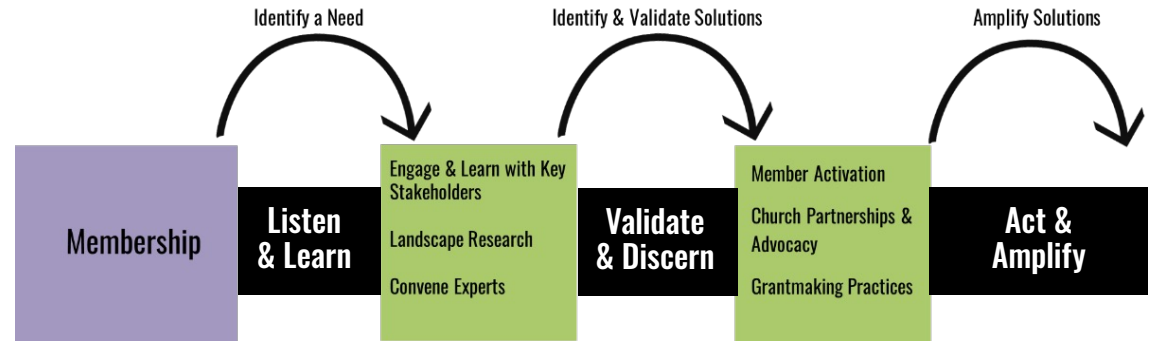 Identify a Need
Identify & Validate Solutions
Amplify Solutions
Membership
Listen
& Learn
Engage & Learn with Key
Stakeholders
Landscape Research
Convene Experts
Validate
& Discern
Member Activation
Church Partnerships &
Advocacy
Grantmaking Practices
Act &
Amplify